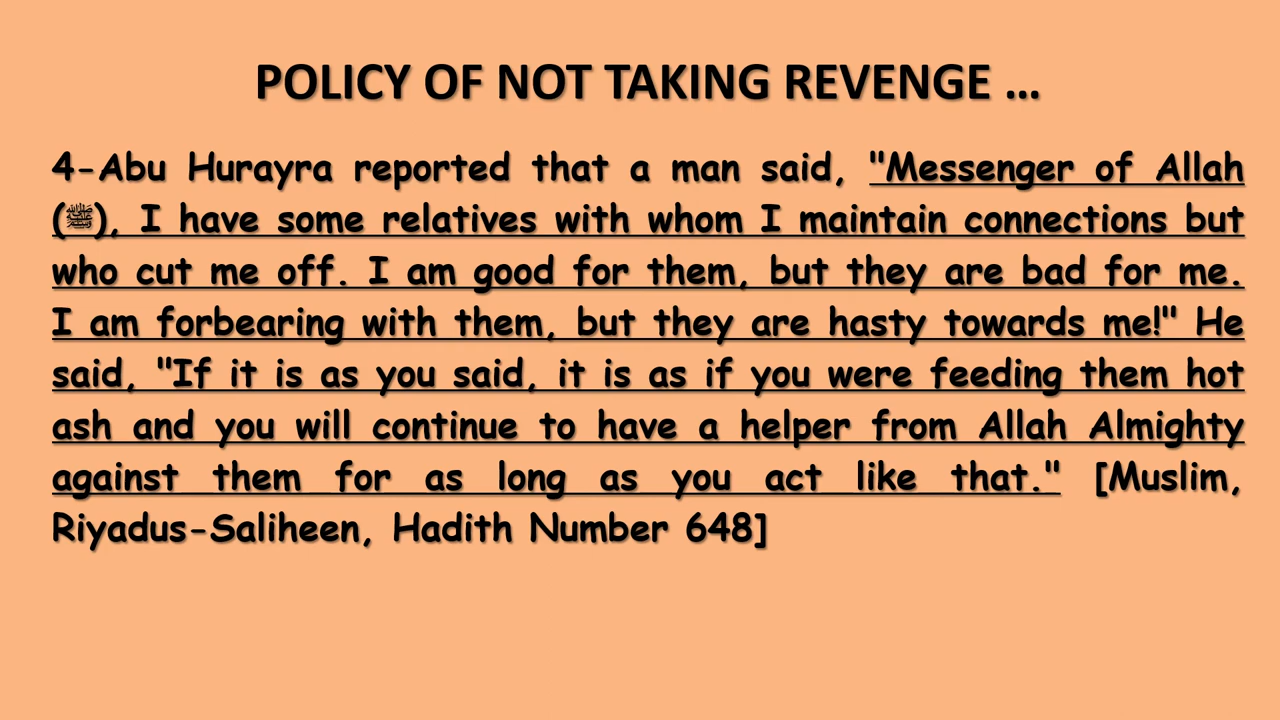 POLICY OF NOT TAKING REVENGE …
4-Abu Hurayra reported that a man said, "Messenger of Allah
(ﷺ), I have some relatives with whom I maintain connections but
who cut me off. I am good for them, but they are bad for me.
I am forbearing with them, but they are hasty towards me!" He
said, "If it is as you said, it is as if you were feeding them hot
ash and you will continue to have a helper from Allah Almighty
against them for as long as you act like that." [Muslim,
Riyadus-Saliheen, Hadith Number 648]